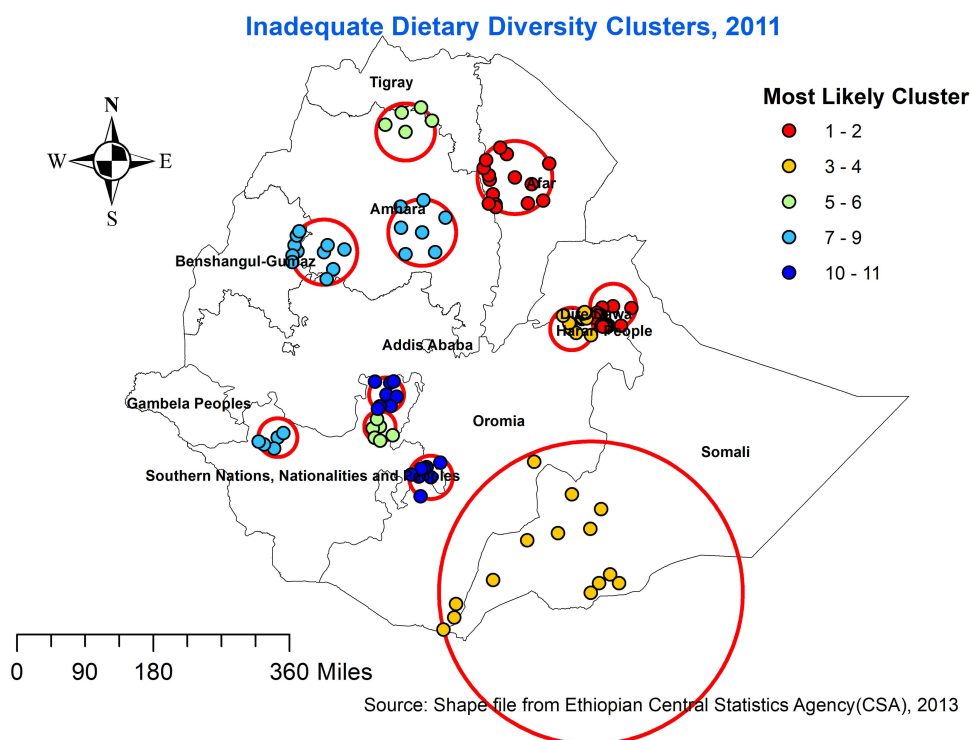 Inadequate Dietary Diversity Clusters, 2011
Tigray
Most Likely Cluster
N
W E
S
1 - 2
3 - 4
5 - 6
7 - 9
10 - 11
Afar
Amhara
Benshangul-Gumaz
Dire Dawa
Harari People
Addis Ababa
Gambela Peoples
Oromia
Somali
Southern Nations, Nationalities and Peoples
0 90 180 360 Miles
Source: Shape file from Ethiopian Central Statistics Agency(CSA), 2013